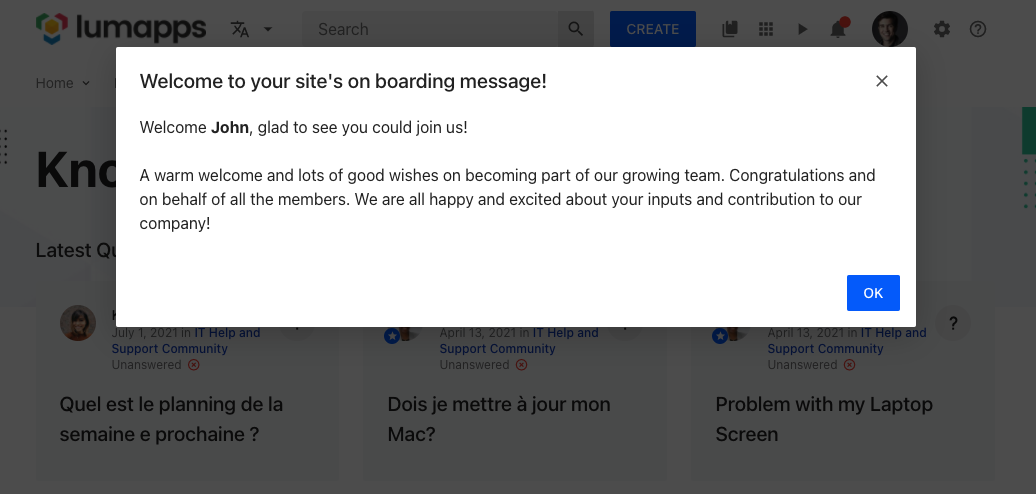 lumapps
Search
CREATE
Home
Welcome to your site's on boarding message!
Welcome John, glad to see you could join us!
A warm welcome and lots of good wishes on becoming part of our growing team. Congratulations and
on behalf of all the members. We are all happy and excited about your inputs and contribution to our
company!
OK
Latest
July 1, 2021 in IT Help and
Support Community
Unanswered
Quel est le planning de la
semaine e prochaine ?
April 13, 2021 in IT Help and
Support Community
Unanswered
Dois je mettre à jour mon
Mac?
April 13, 2021 in IT Help and
Support Community
Unanswered
?
Problem with my Laptop
Screen